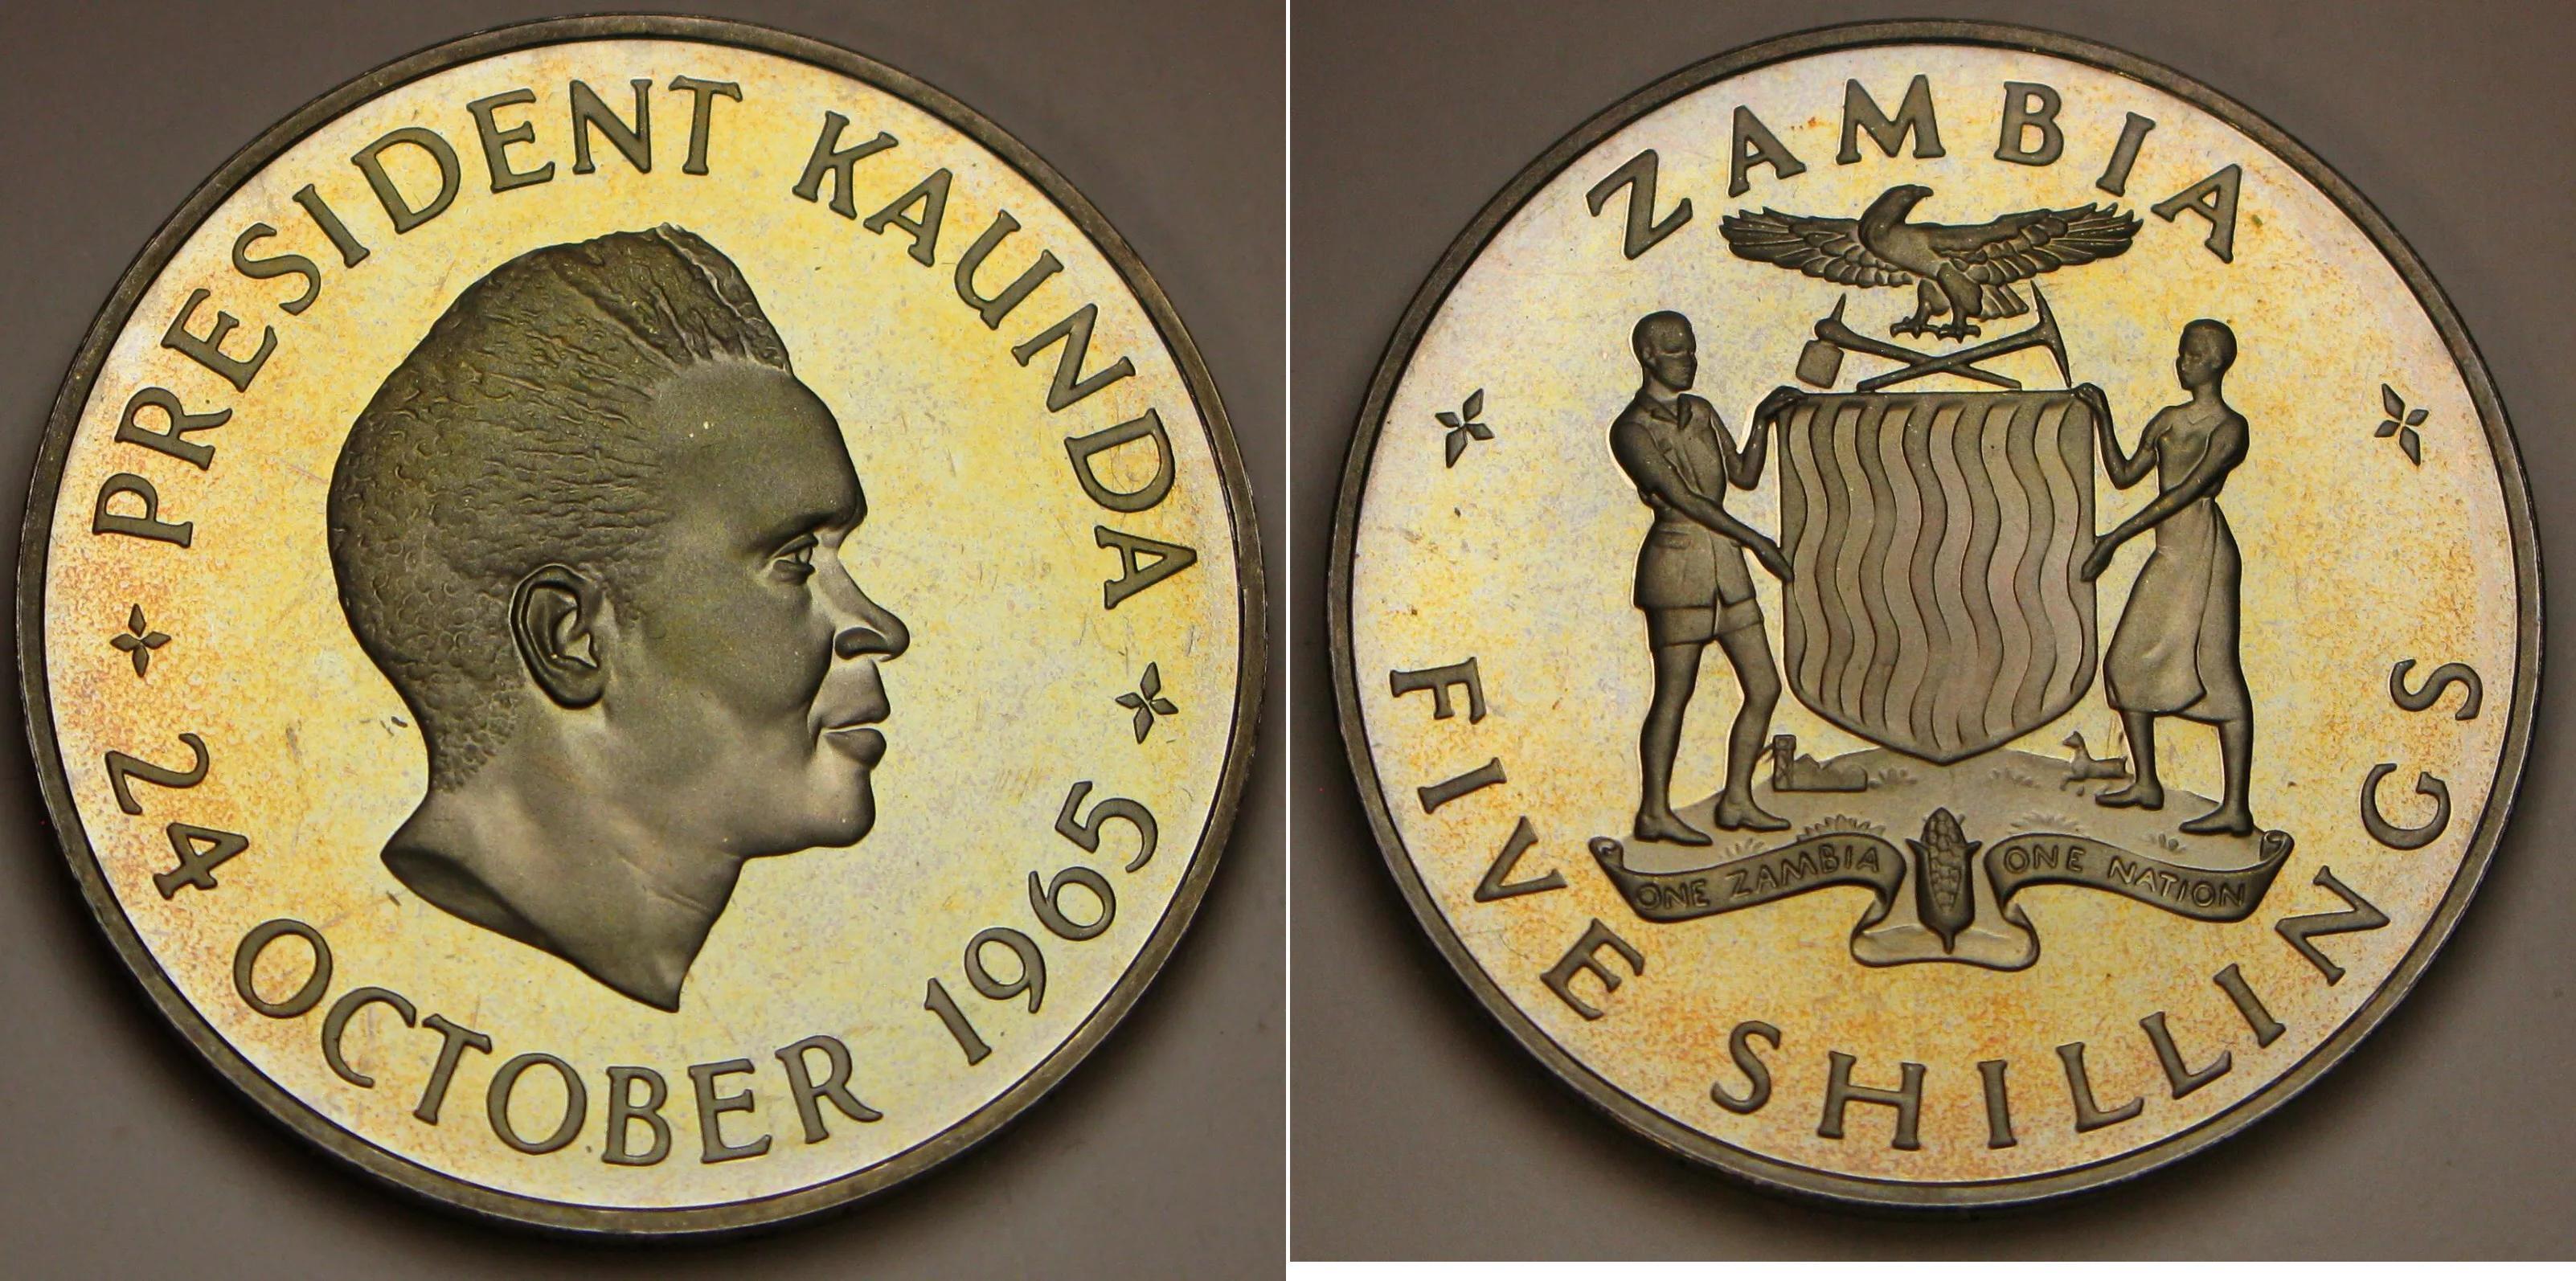 PRESIDENT KAUNDA
24 OCTOBER 1965
ZAMBIA
ONE ZAMBIA ONE NATION
FIVE SHILLINGS